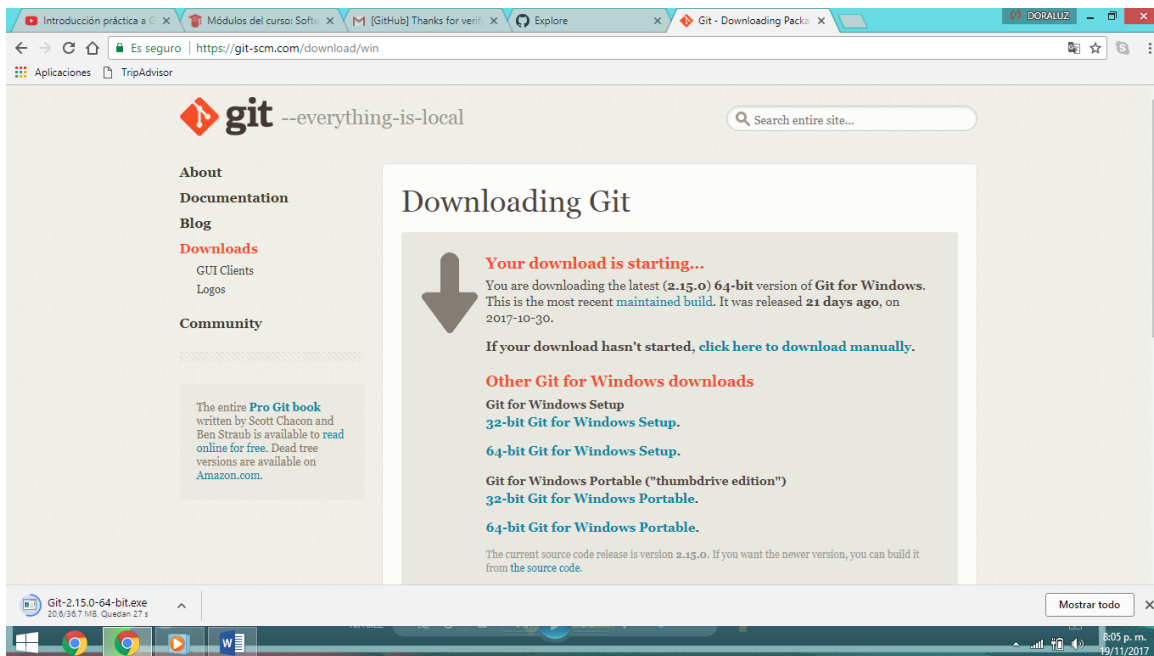 Introducción práctica a G
Módulos del curso: Softw
[GitHub] Thanks for verif
Explore
Git - Downloading Packa
DORALUZ
Es seguro
https://git-scm.com/download/win
Aplicaciones
TripAdvisor
git --everything-is-local
Search entire site...
About
Documentation
Blog
Downloads
GUI Clients
Logos
Community
The entire Pro Git book
written by Scott Chacon and
Ben Straub is available to read
online for free. Dead tree
versions are available on
Amazon.com.
Downloading Git
Your download is starting...
You are downloading the latest (2.15.0) 64-bit version of Git for Windows.
This is the most recent maintained build. It was released 21 days ago, on
2017-10-30.
If your download hasn't started, click here to download manually.
Other Git for Windows downloads
Git for Windows Setup
32-bit Git for Windows Setup.
64-bit Git for Windows Setup.
Git for Windows Portable ("thumbdrive edition")
32-bit Git for Windows Portable.
64-bit Git for Windows Portable.
The current source code release is version 2.15.0. If you want the newer version, you can build it
from the source code.
Git-2.15.0-64-bit.exe
20,6/36,7 MB, Quedan 27 s
Mostrar todo
8:05 p. m.
19/11/2017